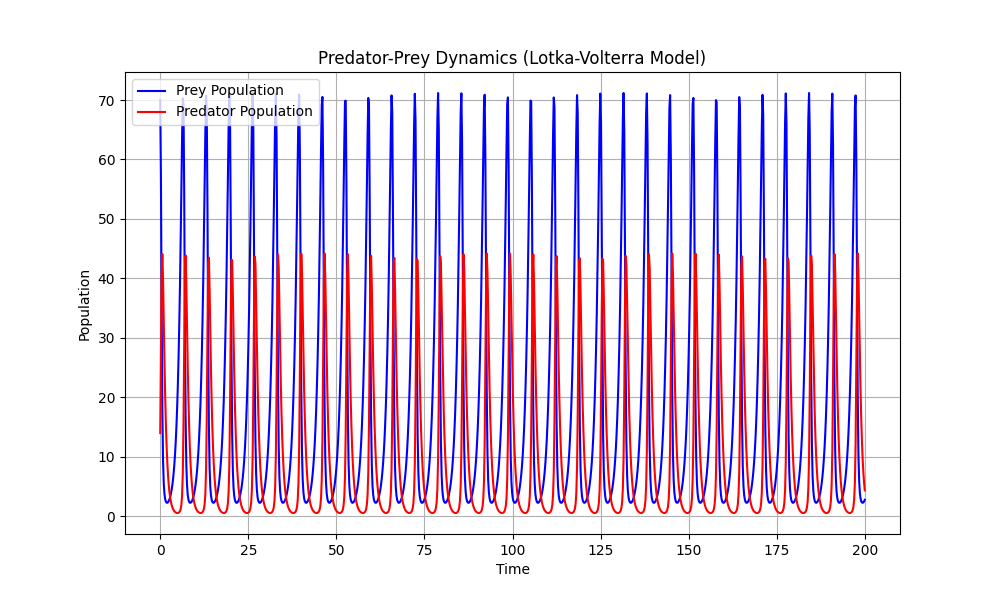 Predator-Prey Dynamics (Lotka-Volterra Model)
Prey Population
Predator Population
Population
70
60
50
40
30
20
10
0
0 25 50 75 100 125 150 175 200
Time